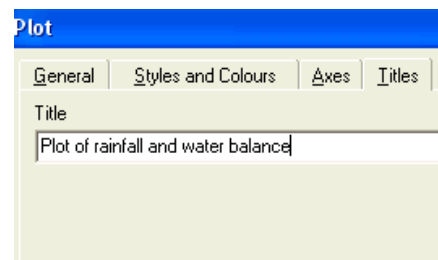 Plot
General Styles and Colours Axes Titles
Title
Plot of rainfall and water balance